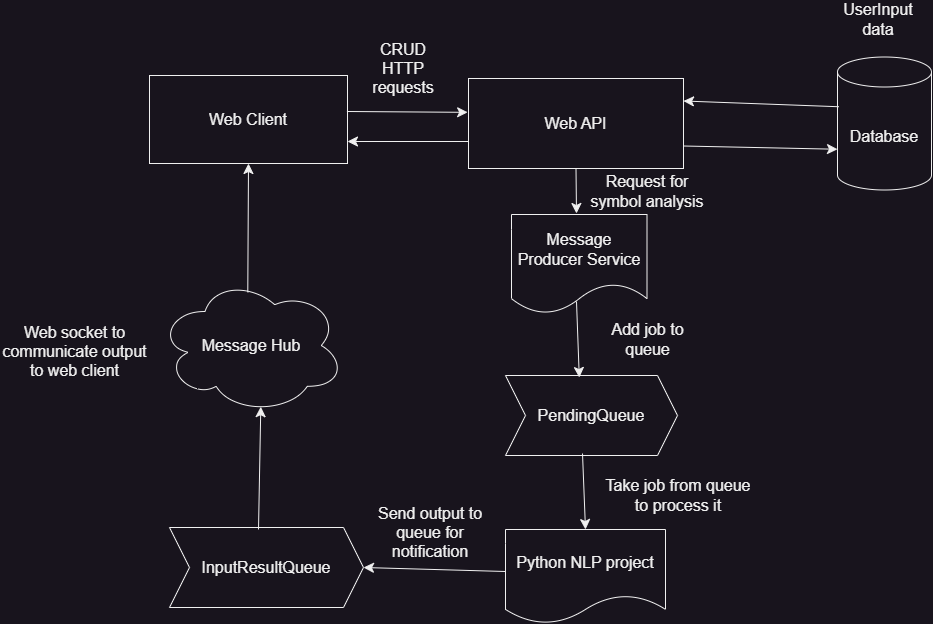 UserInput
data
CRUD
HTTP
requests
Web Client
Web API
Database
Request for
symbol analysis
Message
Producer Service
Add job to
queue
Web socket to
communicate output
to web client
Message Hub
PendingQueue
Take job from queue
to process it
Send output to
queue for
notification
InputResultQueue
Python NLP project